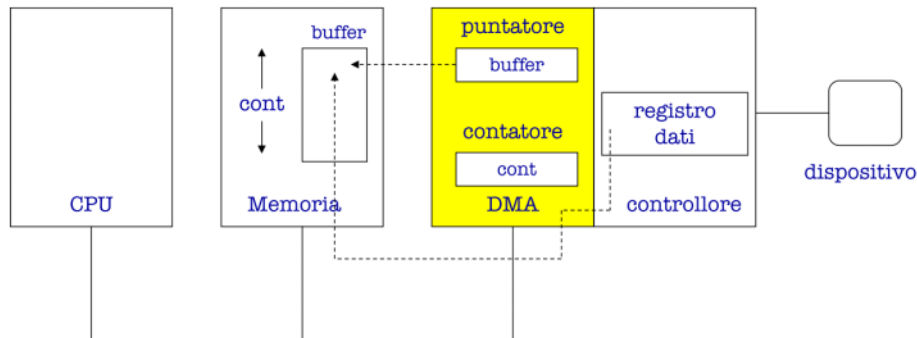 CPU
buffer
cont
Memoria
puntatore
buffer
contatore
cont
DMA
registro
dati
controllore
dispositivo